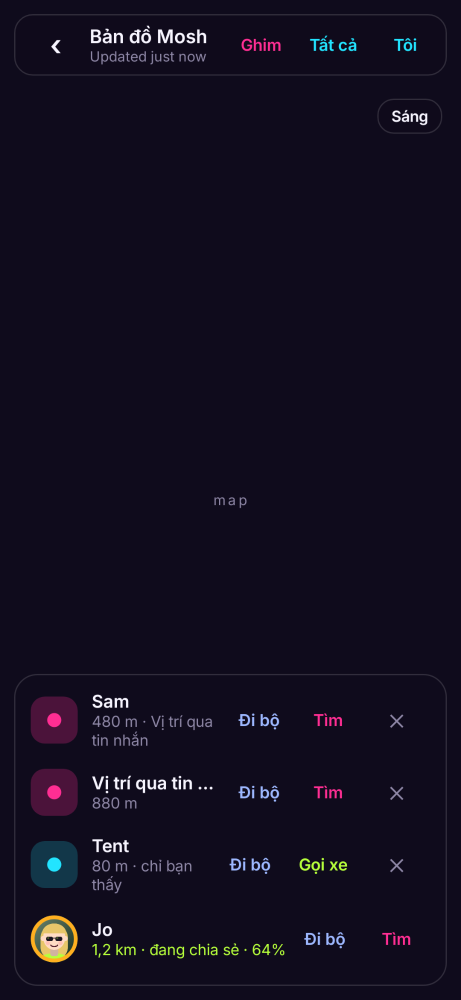 Bản đồ Mosh
Updated just now
Ghim
Tất cả
Tôi
Sáng
map
Sam
480 m · Vị trí qua
tin nhắn
Đi bộ
Tìm
Vị trí qua tin ...
880 m
Đi bộ
Tìm
Tent
80 m · chỉ bạn
thấy
Đi bộ
Gọi xe
Jo
1,2 km · đang chia sẻ · 64%
Đi bộ
Tìm